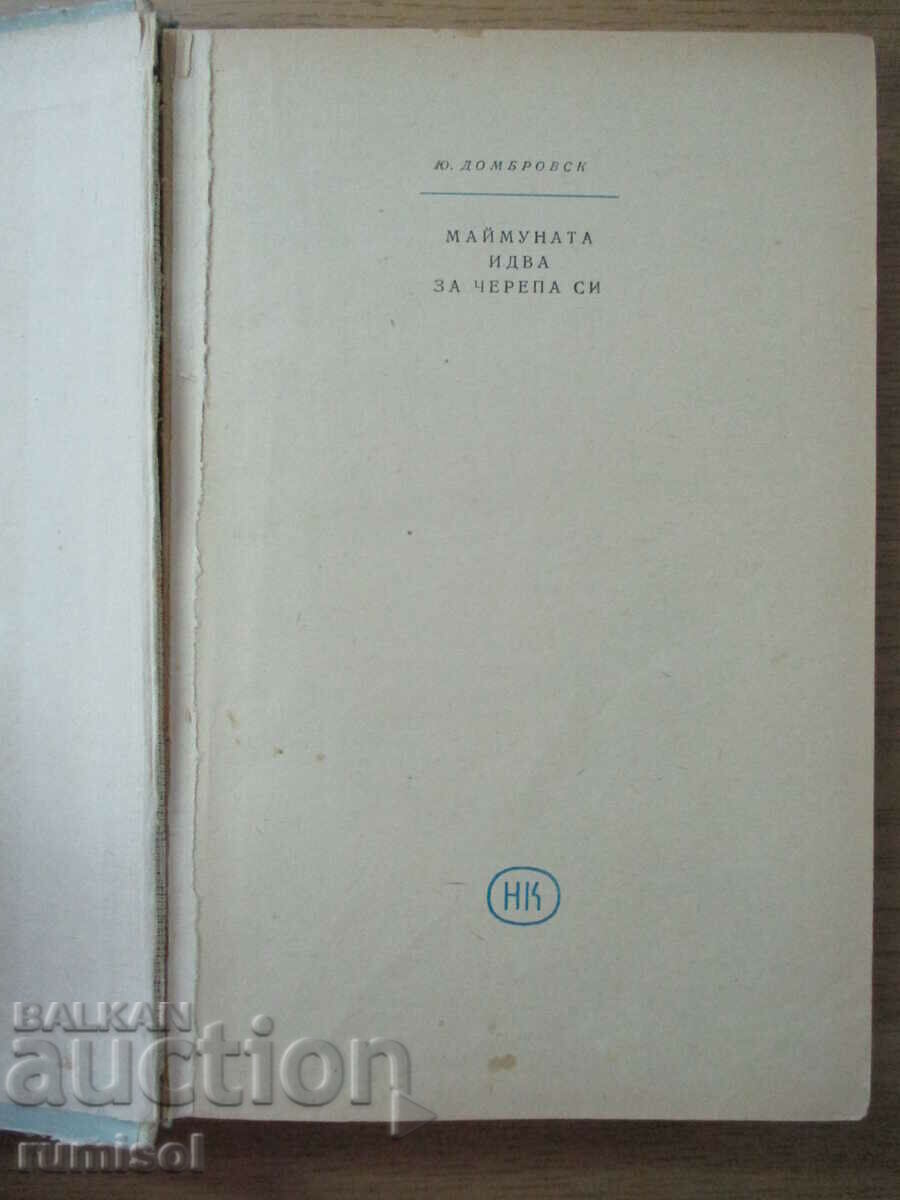 Ю. ДОМБРОВСК
МАЙМУНАТА
ИДВА
ЗА ЧЕРЕПА СИ
НК
BALKAN
auction
rumisol